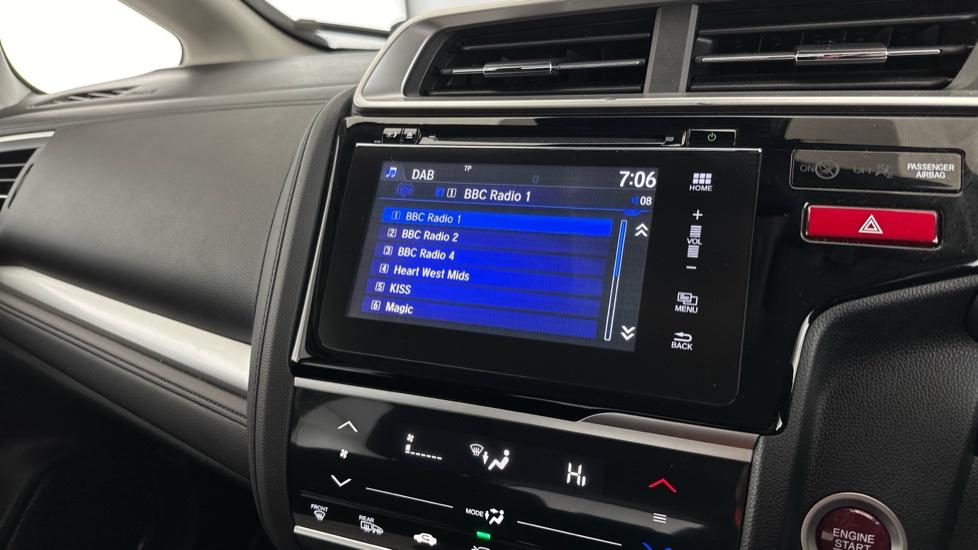 DAB TP 7:06
1 BBC Radio 1 08
1 BBC Radio 1
2 BBC Radio 2
3 BBC Radio 4
4 Heart West Mids
5 KISS
6 Magic
HOME
+
VOL
−
MENU
BACK
ON OFF PASSENGER
AIRBAG
HI
MODE
FRONT
REAR
ENGINE
START